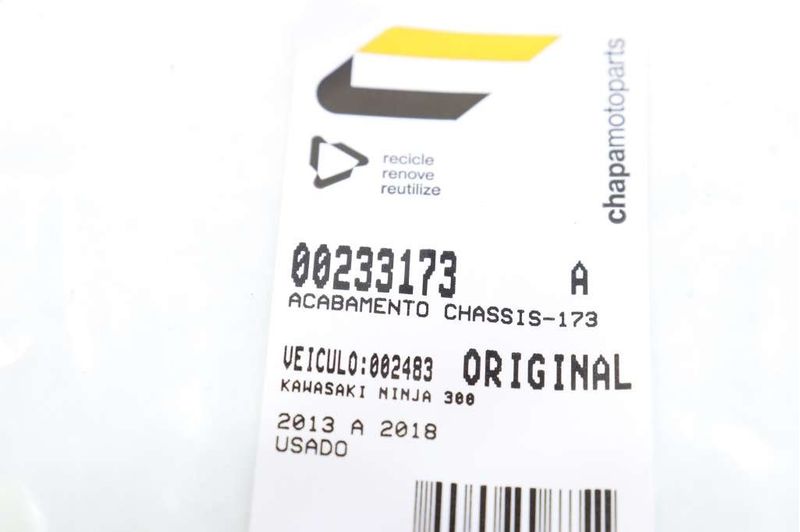 chapamotoparts
recicle
renove
reutilize
00233173 A
ACABAMENTO CHASSIS-173
VEICULO:002483 ORIGINAL
KAWASAKI NINJA 300
2013 A 2018
USADO